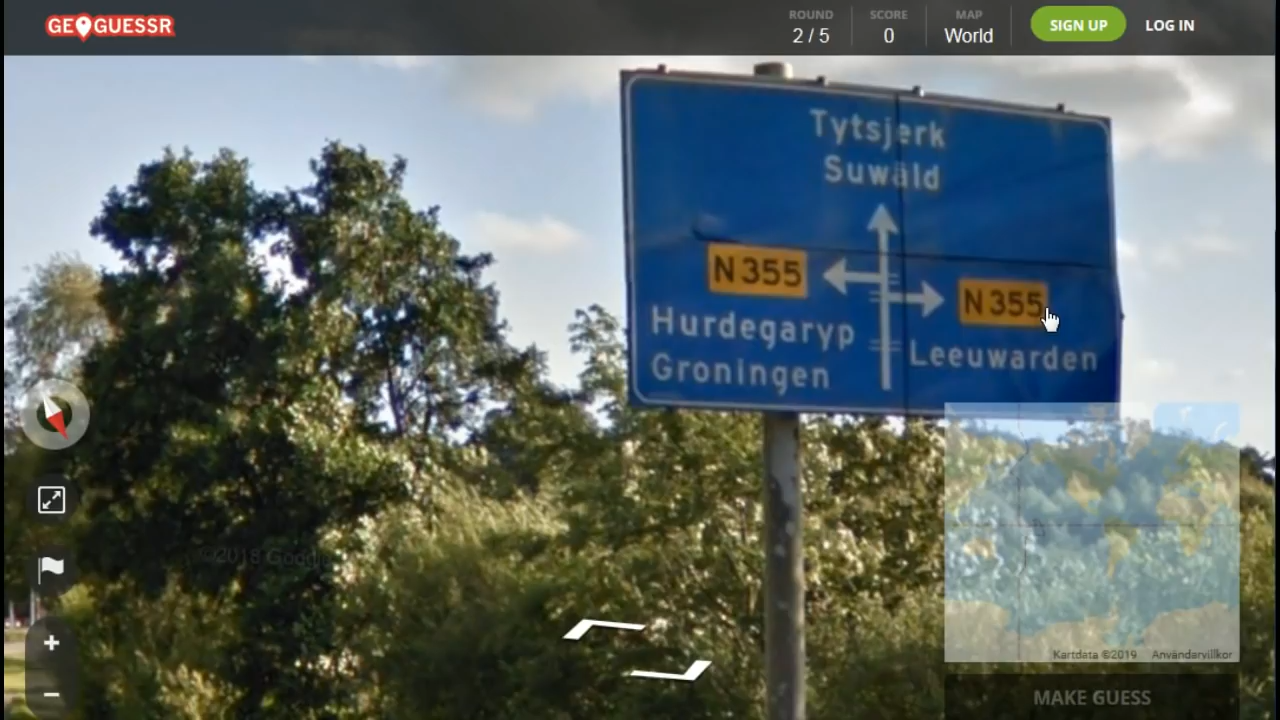 GEOGUESSR
ROUND
2 / 5
SCORE
0
MAP
World
SIGN UP
LOG IN
Tytsjerk
Suwâld
N 355
N 355
Hurdegaryp
Groningen
Leeuwarden
©2018 Google
Kartdata ©2019 Användarvillkor
MAKE GUESS